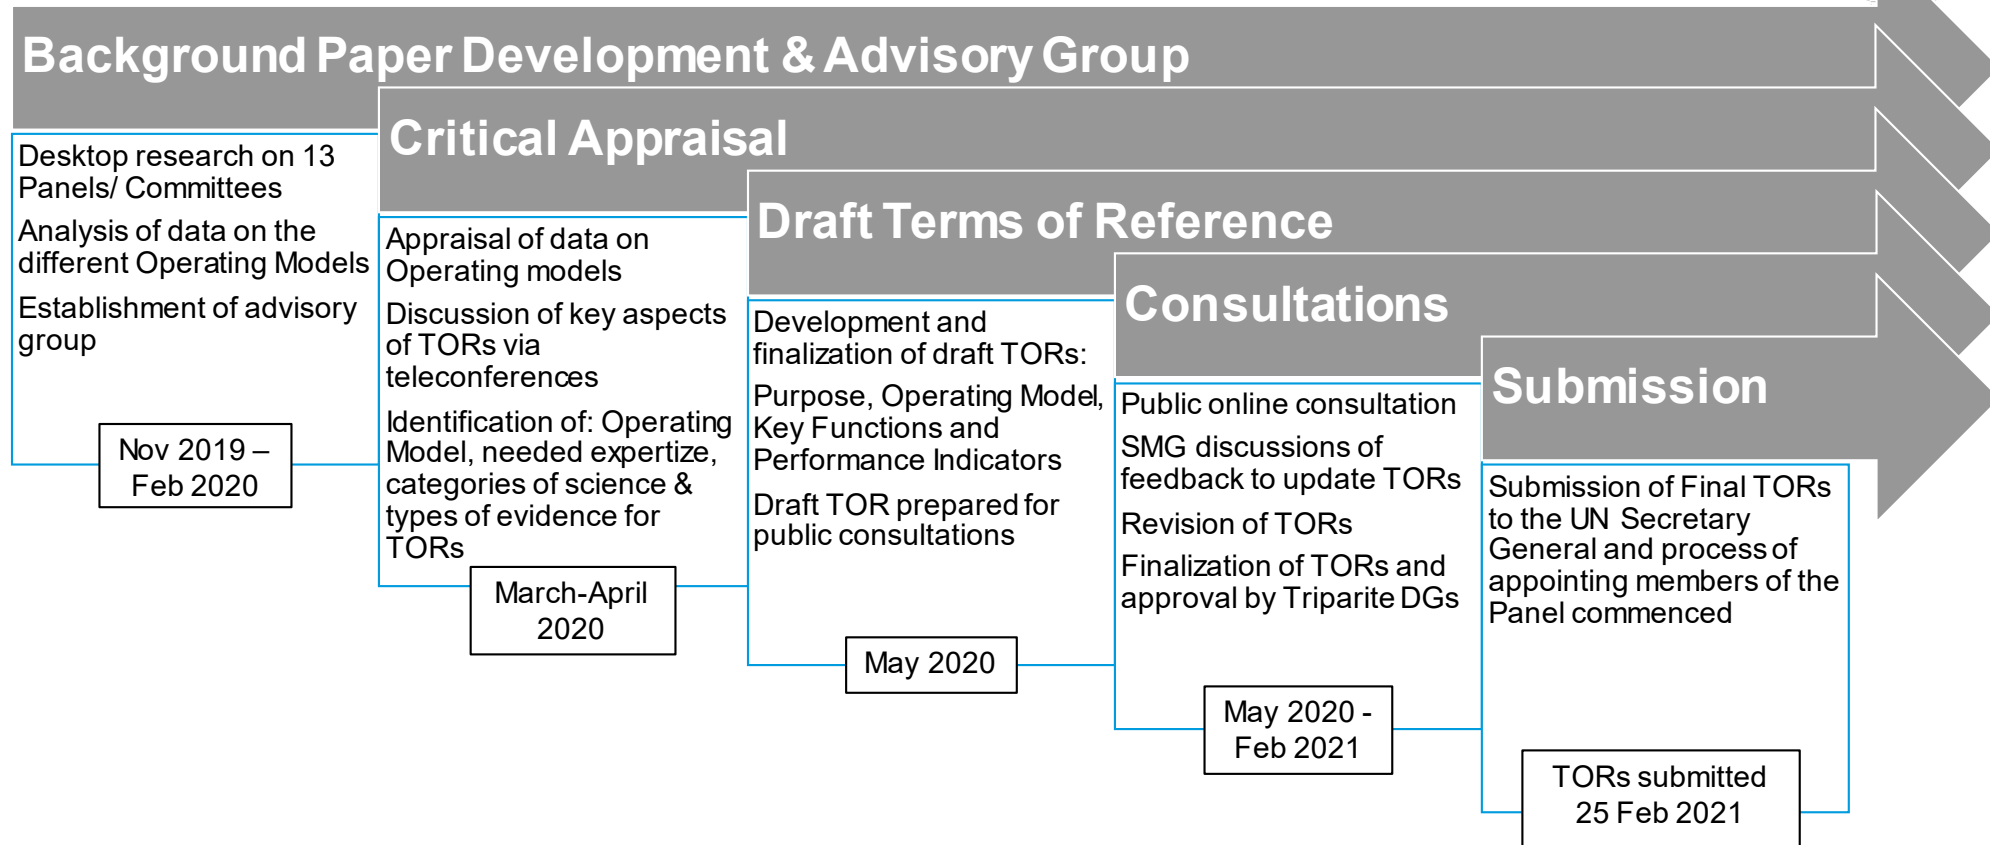 Background Paper Development & Advisory Group
Desktop research on 13
Panels/ Committees
Analysis of data on the
different Operating Models
Establishment of advisory
group
Nov 2019 –
Feb 2020
Critical Appraisal
Appraisal of data on
Operating models
Discussion of key aspects
of TORs via
teleconferences
Identification of: Operating
Model, needed expertize,
categories of science &
types of evidence for
TORs
March-April
2020
Draft Terms of Reference
Development and
finalization of draft TORs:
Purpose, Operating Model,
Key Functions and
Performance Indicators
Draft TOR prepared for
public consultations
May 2020
Consultations
Public online consultation
SMG discussions of
feedback to update TORs
Revision of TORs
Finalization of TORs and
approval by Triparite DGs
May 2020 -
Feb 2021
Submission
Submission of Final TORs
to the UN Secretary
General and process of
appointing members of the
Panel commenced
TORs submitted
25 Feb 2021